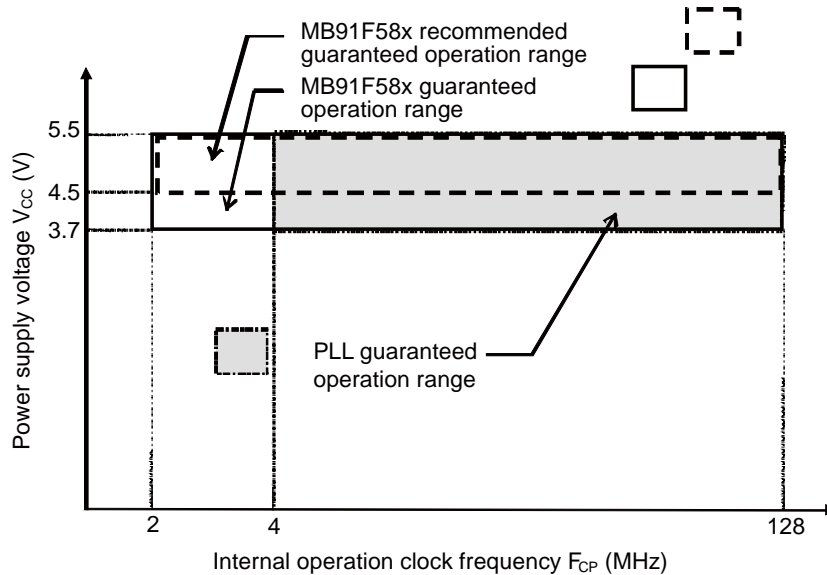 MB91F58x recommended
guaranteed operation range
MB91F58x guaranteed
operation range
5.5
4.5
3.7
Power supply voltage VCC (V)
PLL guaranteed
operation range
2
4
128
Internal operation clock frequency FCP (MHz)